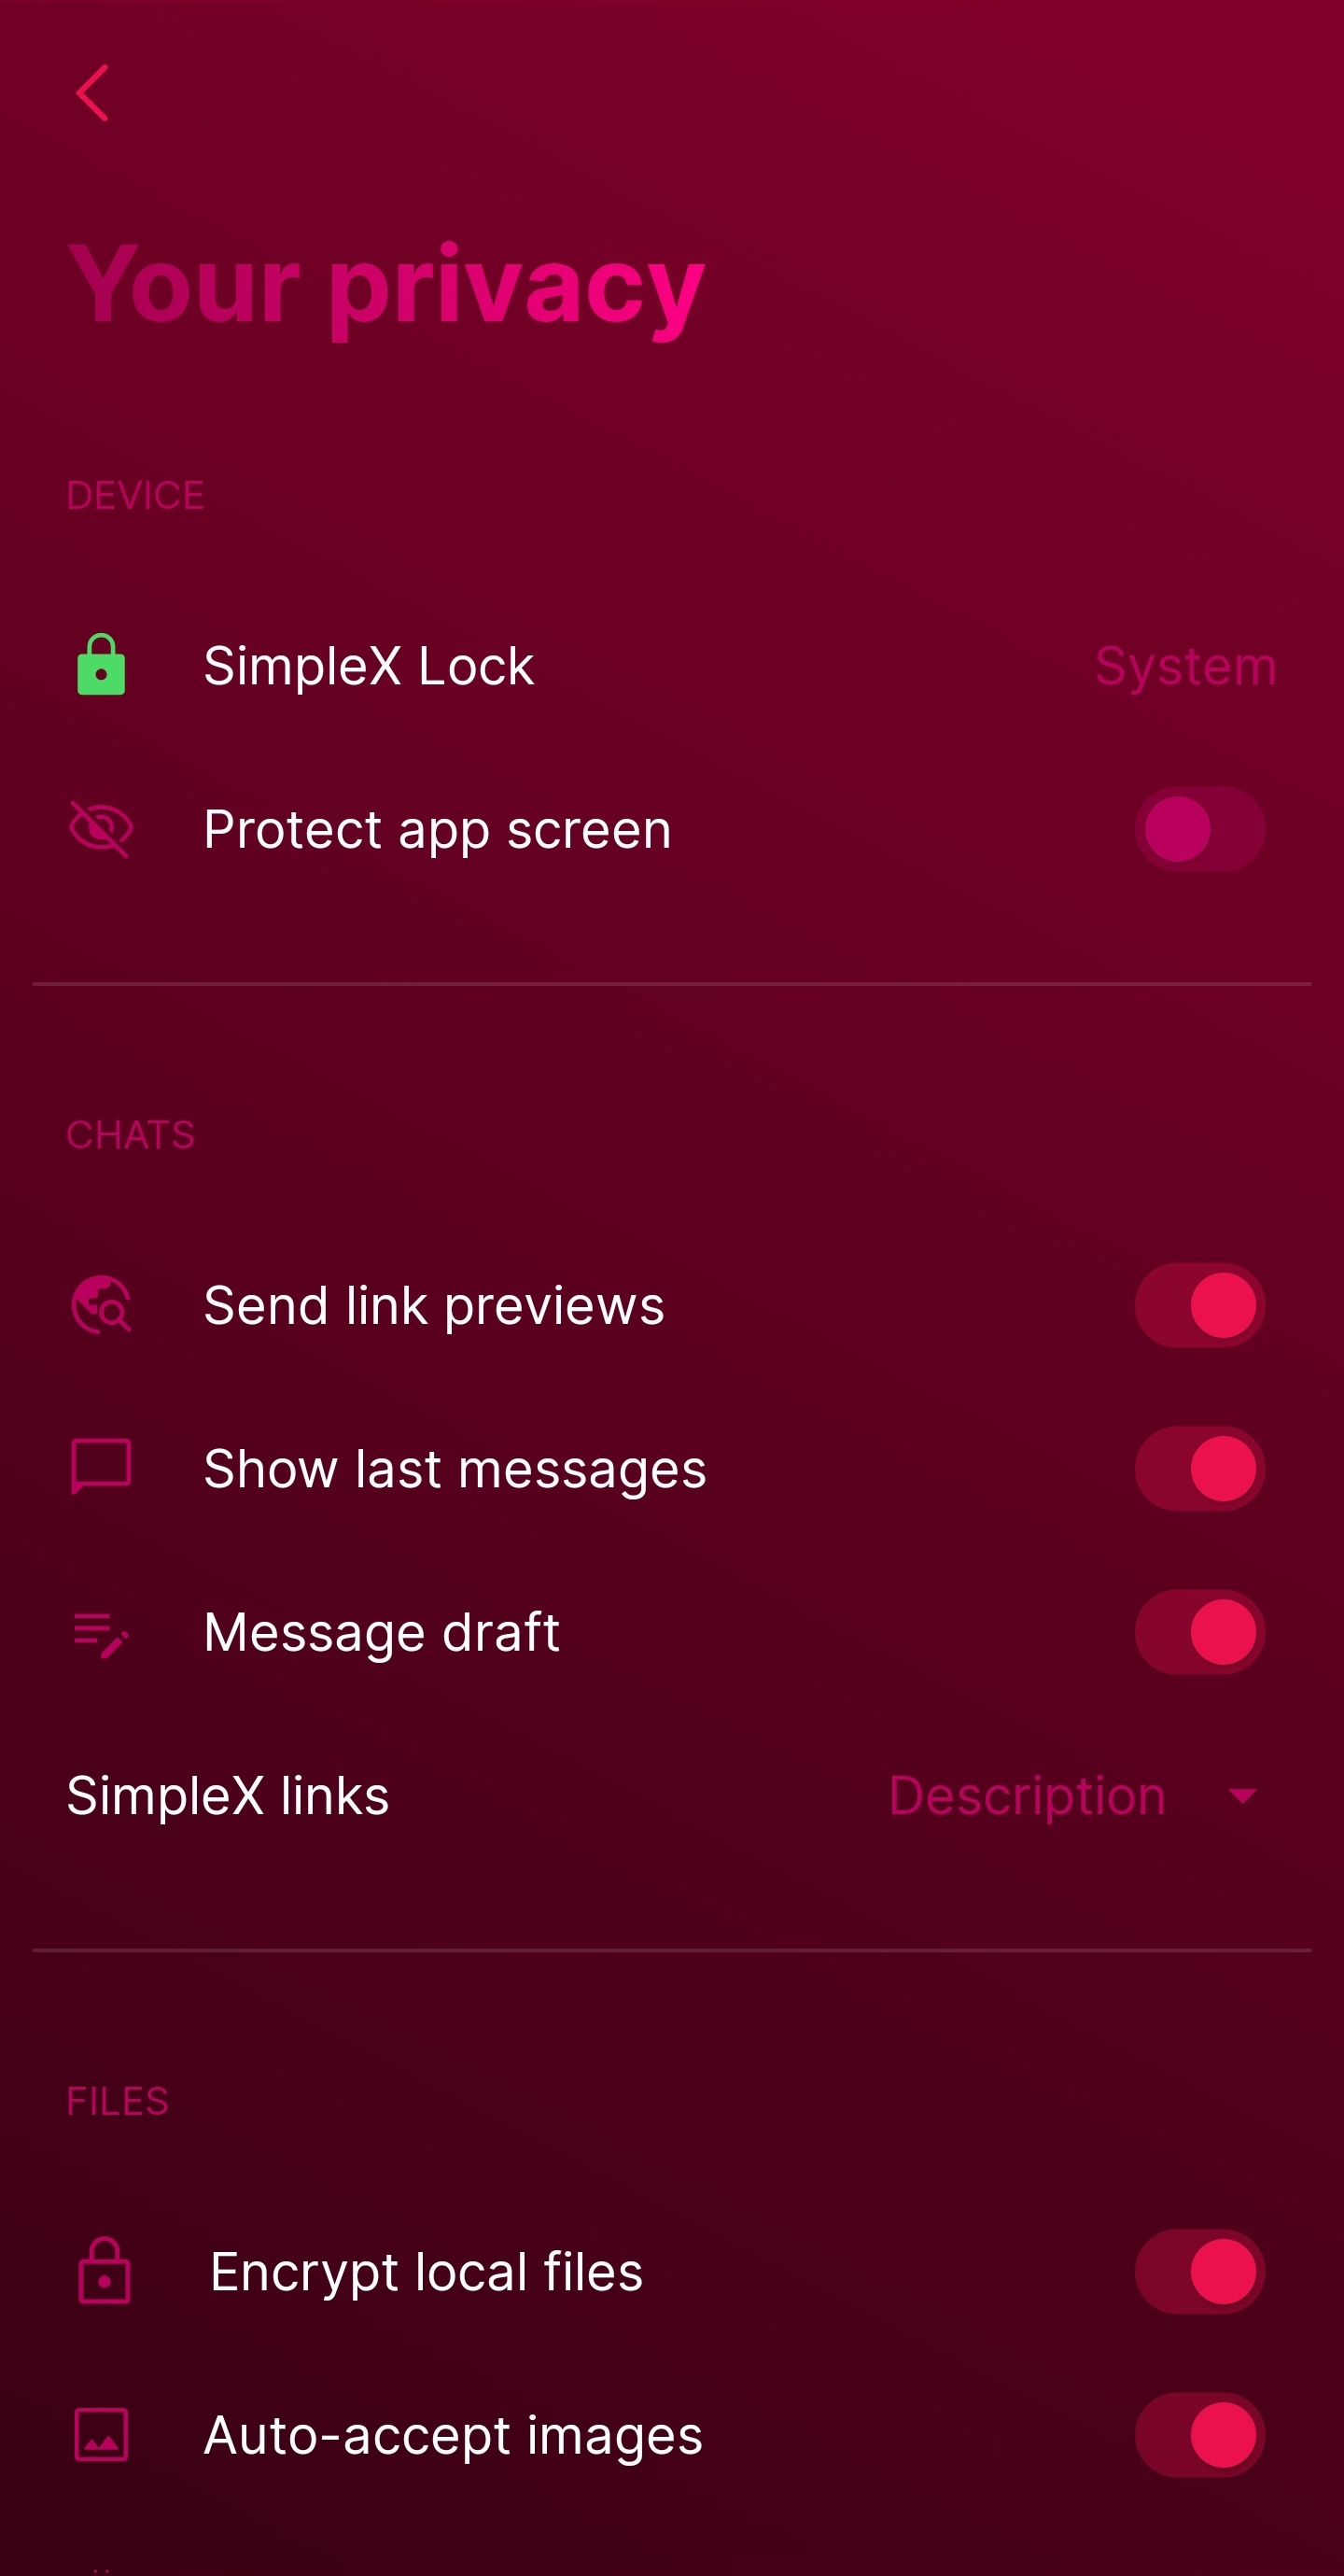 Your privacy
DEVICE
SimpleX Lock System
Protect app screen
CHATS
Send link previews
Show last messages
Message draft
SimpleX links Description
FILES
Encrypt local files
Auto-accept images